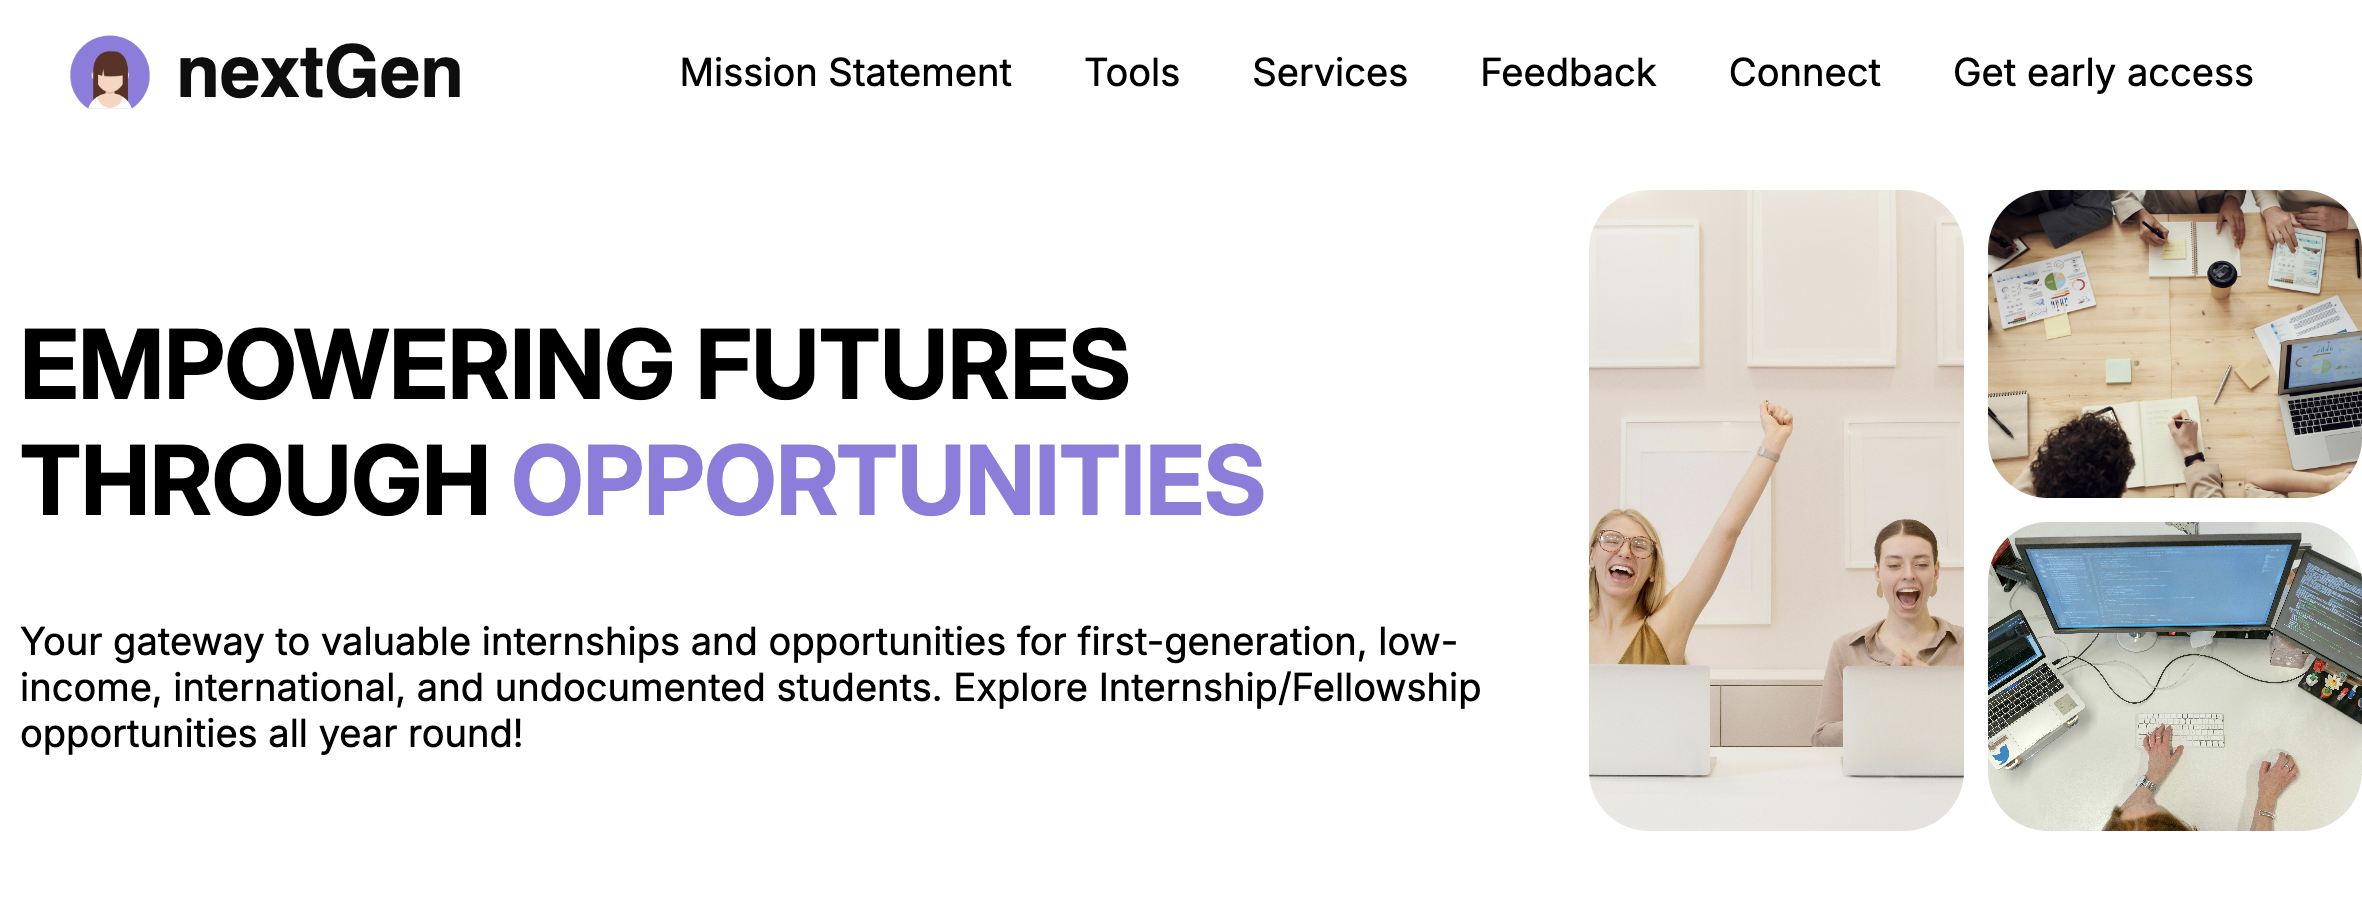 nextGen
Mission Statement
Tools
Services
Feedback
Connect
Get early access
EMPOWERING FUTURES
THROUGH OPPORTUNITIES
Your gateway to valuable internships and opportunities for first-generation, low-
income, international, and undocumented students. Explore Internship/Fellowship
opportunities all year round!